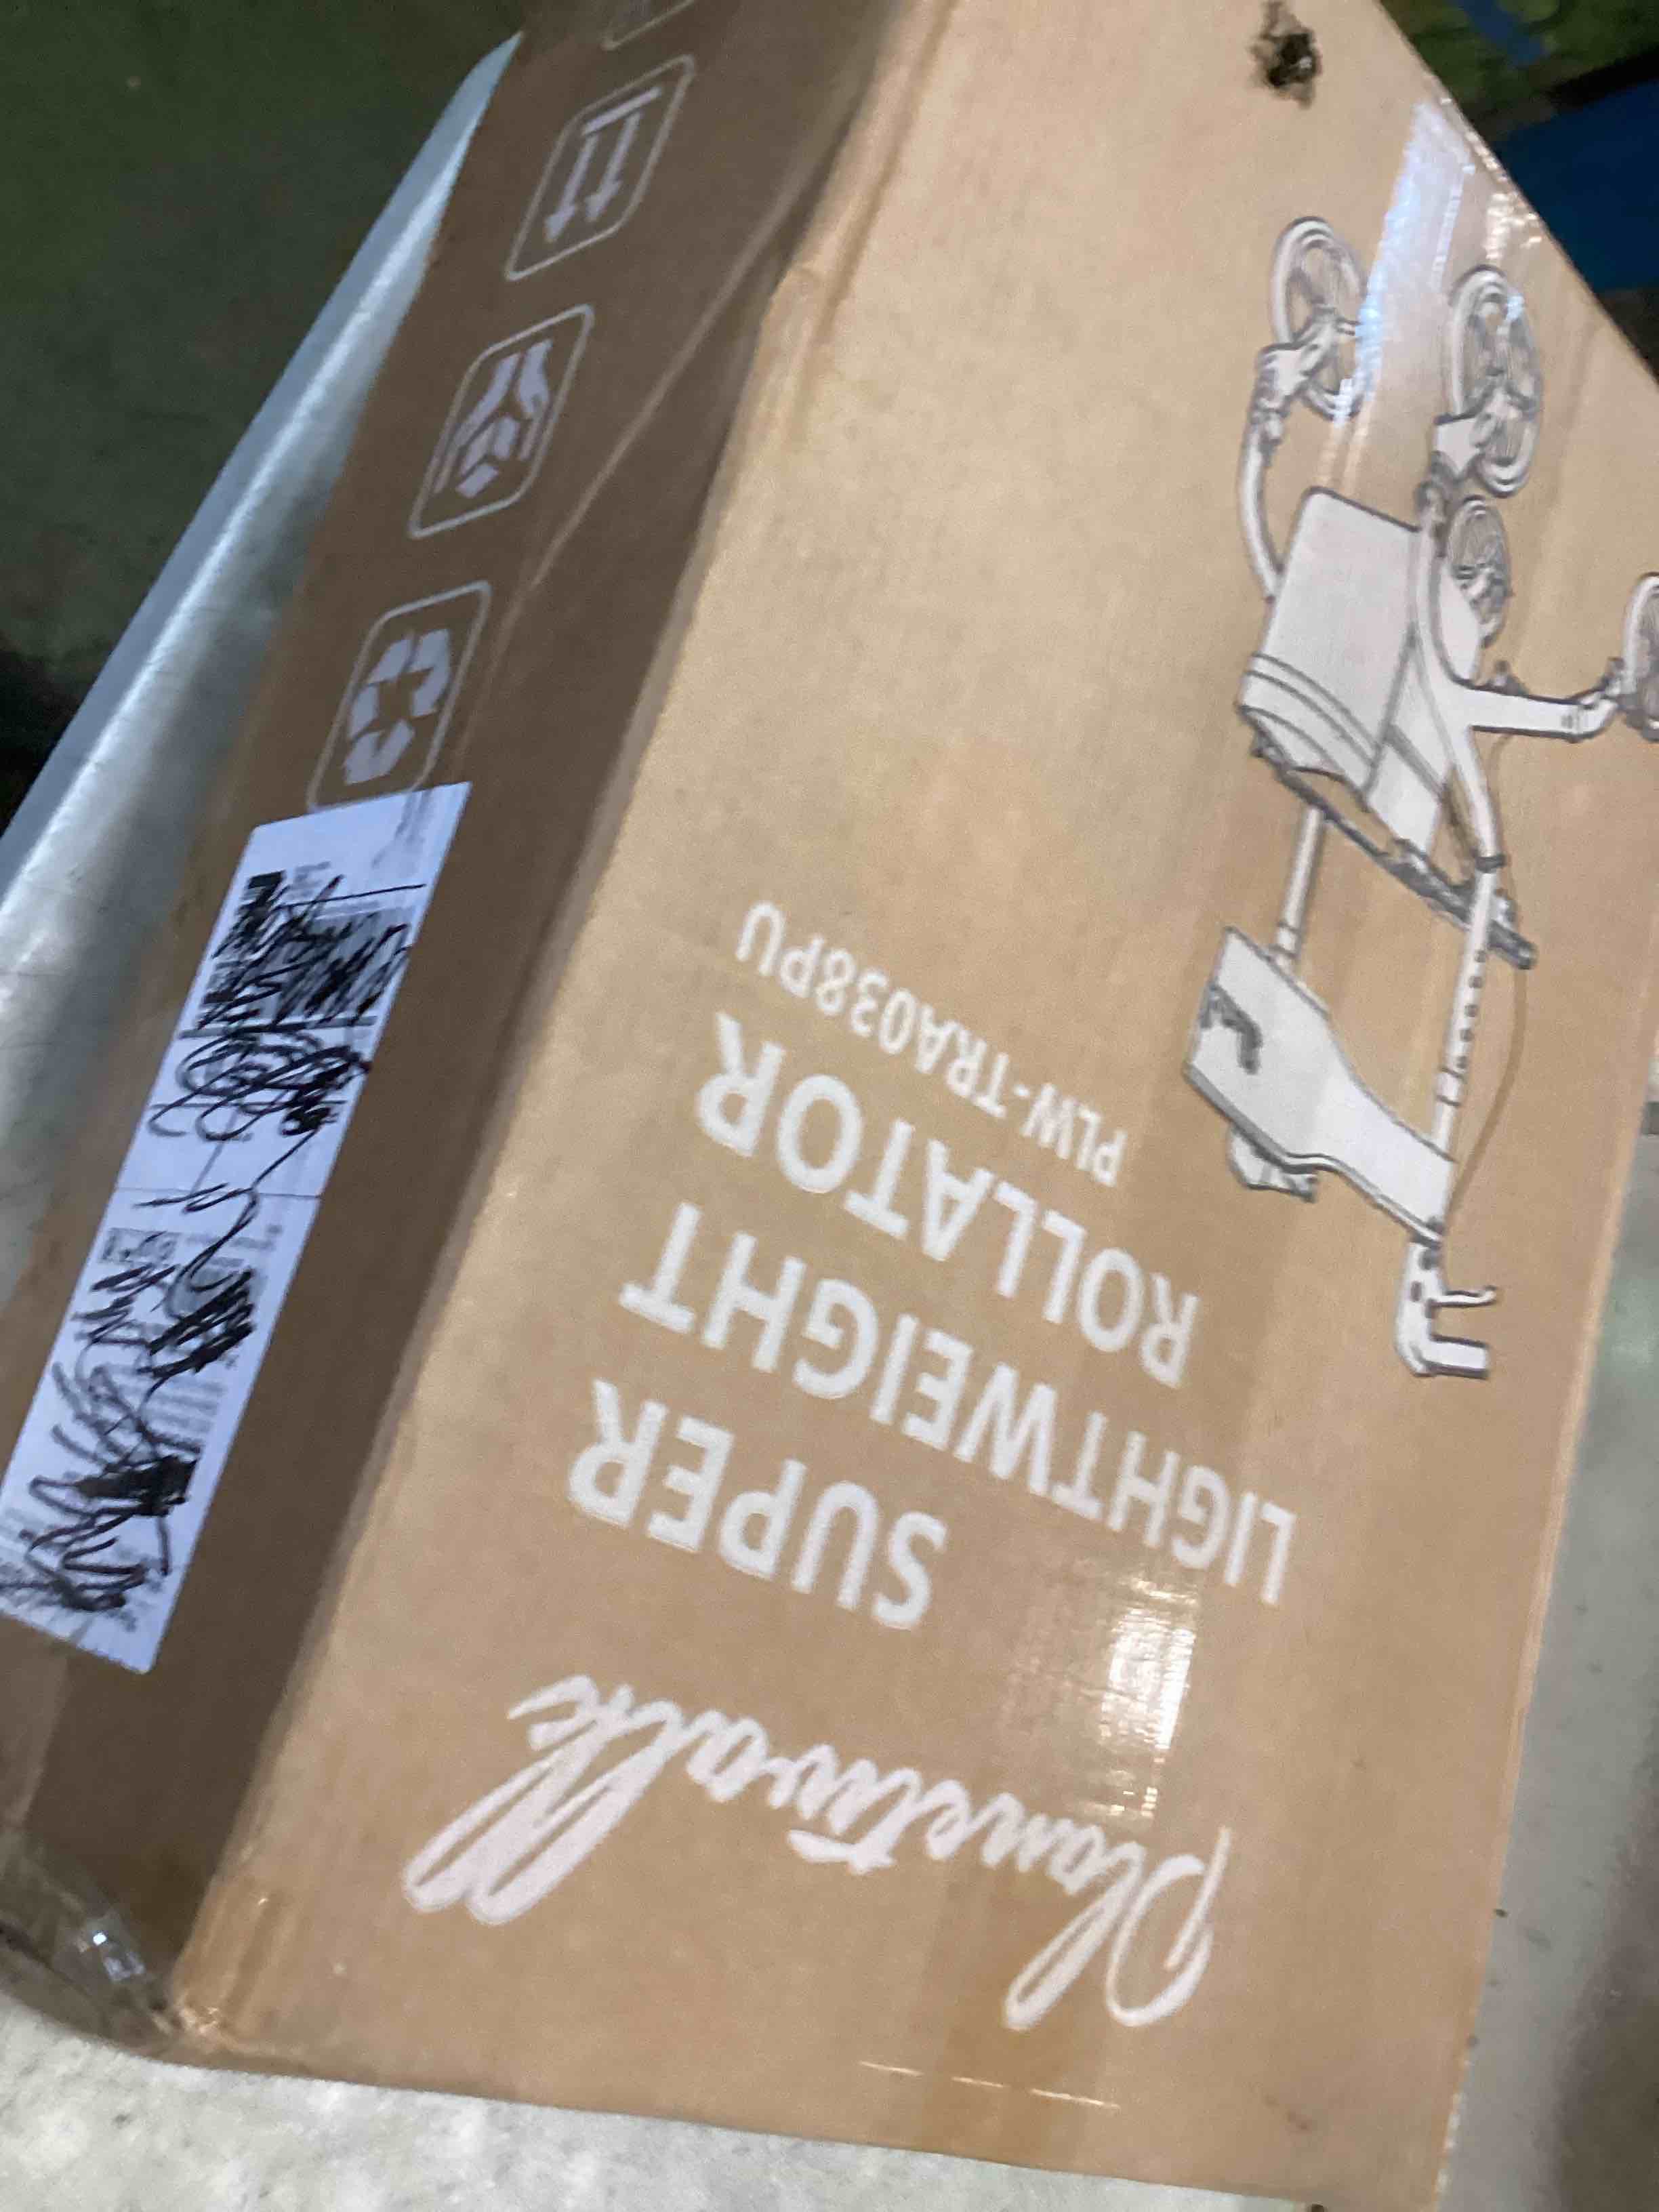 Planetwalk
SUPER
LIGHTWEIGHT
ROLLATOR
PLW-TRA038PU